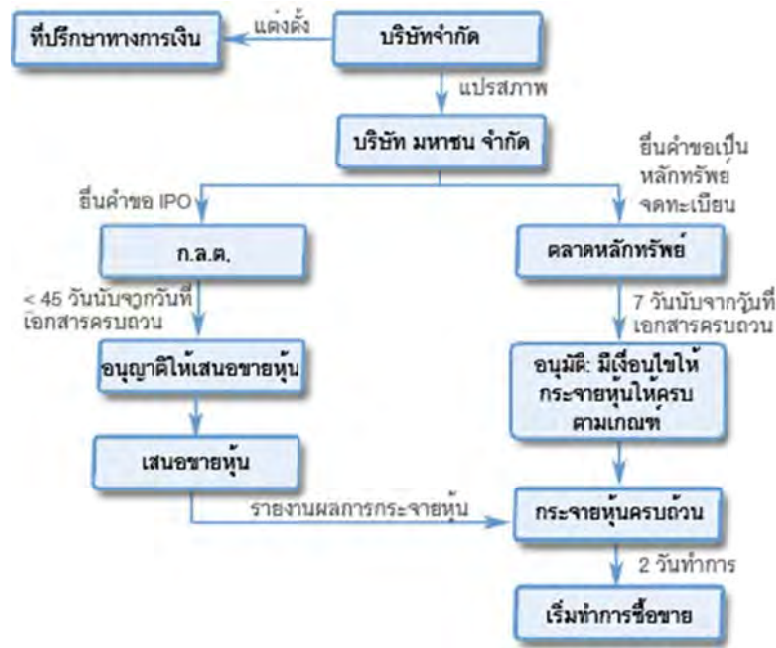 ที่ปรึกษาทางการเงิน
แต่งตั้ง
บริษัทจำกัด
แปรสภาพ
บริษัท มหาชน จำกัด
ยื่นคำขอ IPO
ยื่นคำขอเป็น
หลักทรัพย์
จดทะเบียน
ก.ล.ต.
ตลาดหลักทรัพย์
< 45 วันนับจากวันที่
เอกสารครบถ้วน
7 วันนับจากวันที่
เอกสารครบถ้วน
อนุญาติให้เสนอขายหุ้น
อนุมัติ: มีเงื่อนไขให้
กระจายหุ้นให้ครบ
ตามเกณฑ์
เสนอขายหุ้น
รายงานผลการกระจายหุ้น
กระจายหุ้นครบถ้วน
2 วันทำการ
เริ่มทำการซื้อขาย